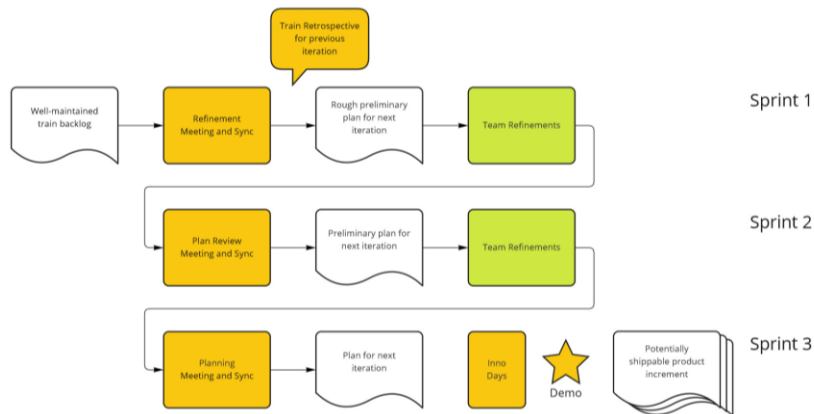 Train Retrospective
for previous
iteration
Well-maintained
train backlog
Refinement
Meeting and Sync
Rough preliminary
plan for next
iteration
Team Refinements
Sprint 1
Plan Review
Meeting and Sync
Preliminary plan for
next iteration
Team Refinements
Sprint 2
Planning
Meeting and Sync
Plan for next
iteration
Inno
Days
Demo
Potentially
shippable product
increment
Sprint 3